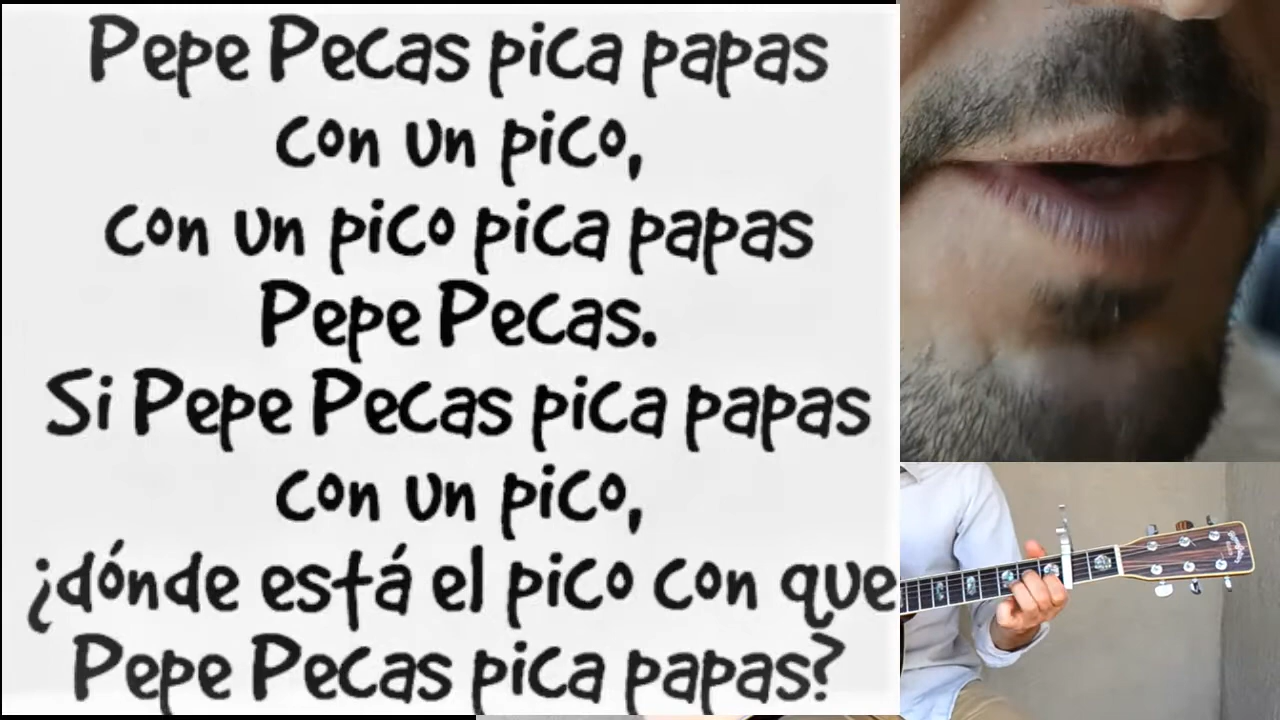 Pepe Pecas pica papas
con un pico,
con un pico pica papas
Pepe Pecas.
Si Pepe Pecas pica papas
con un pico,
¿dónde está el pico con que
Pepe Pecas pica papas?